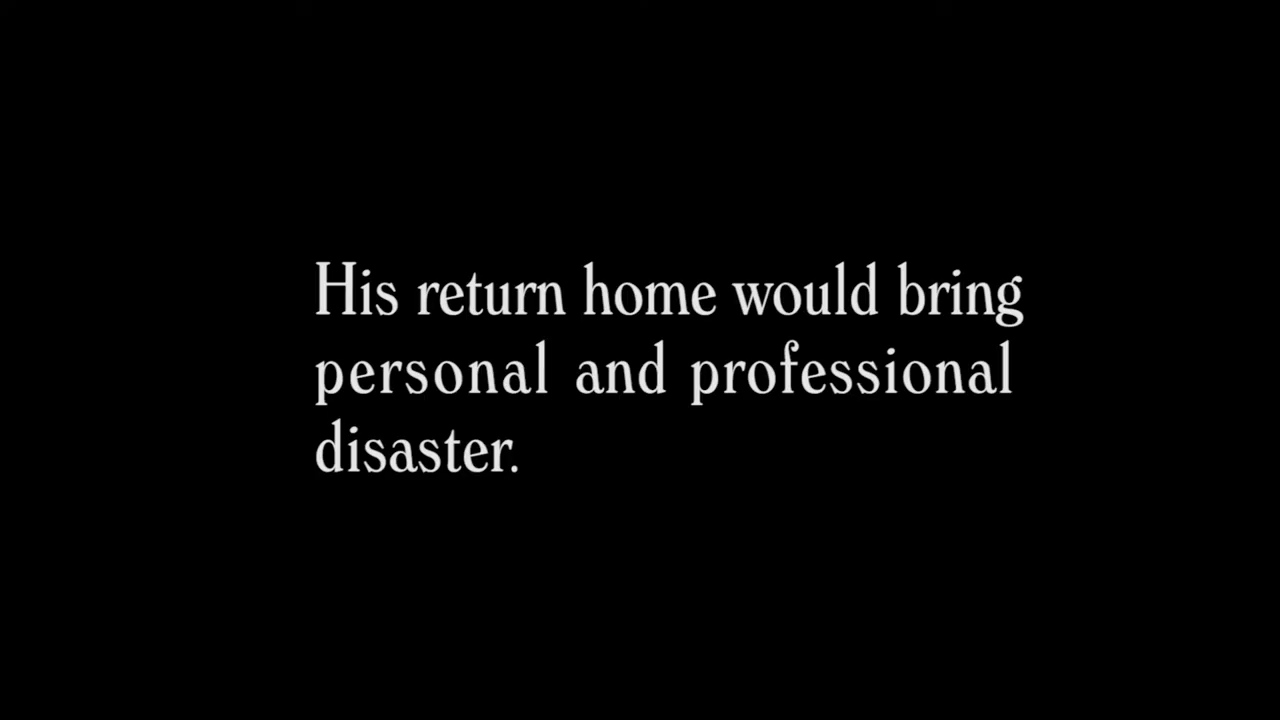 His return home would bring
personal and professional
disaster.